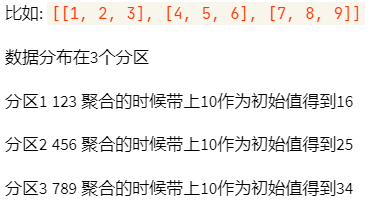 比如: [[1, 2, 3], [4, 5, 6], [7, 8, 9]]
数据分布在3个分区
分区1 123 聚合的时候带上10作为初始值得到16
分区2 456 聚合的时候带上10作为初始值得到25
分区3 789 聚合的时候带上10作为初始值得到34